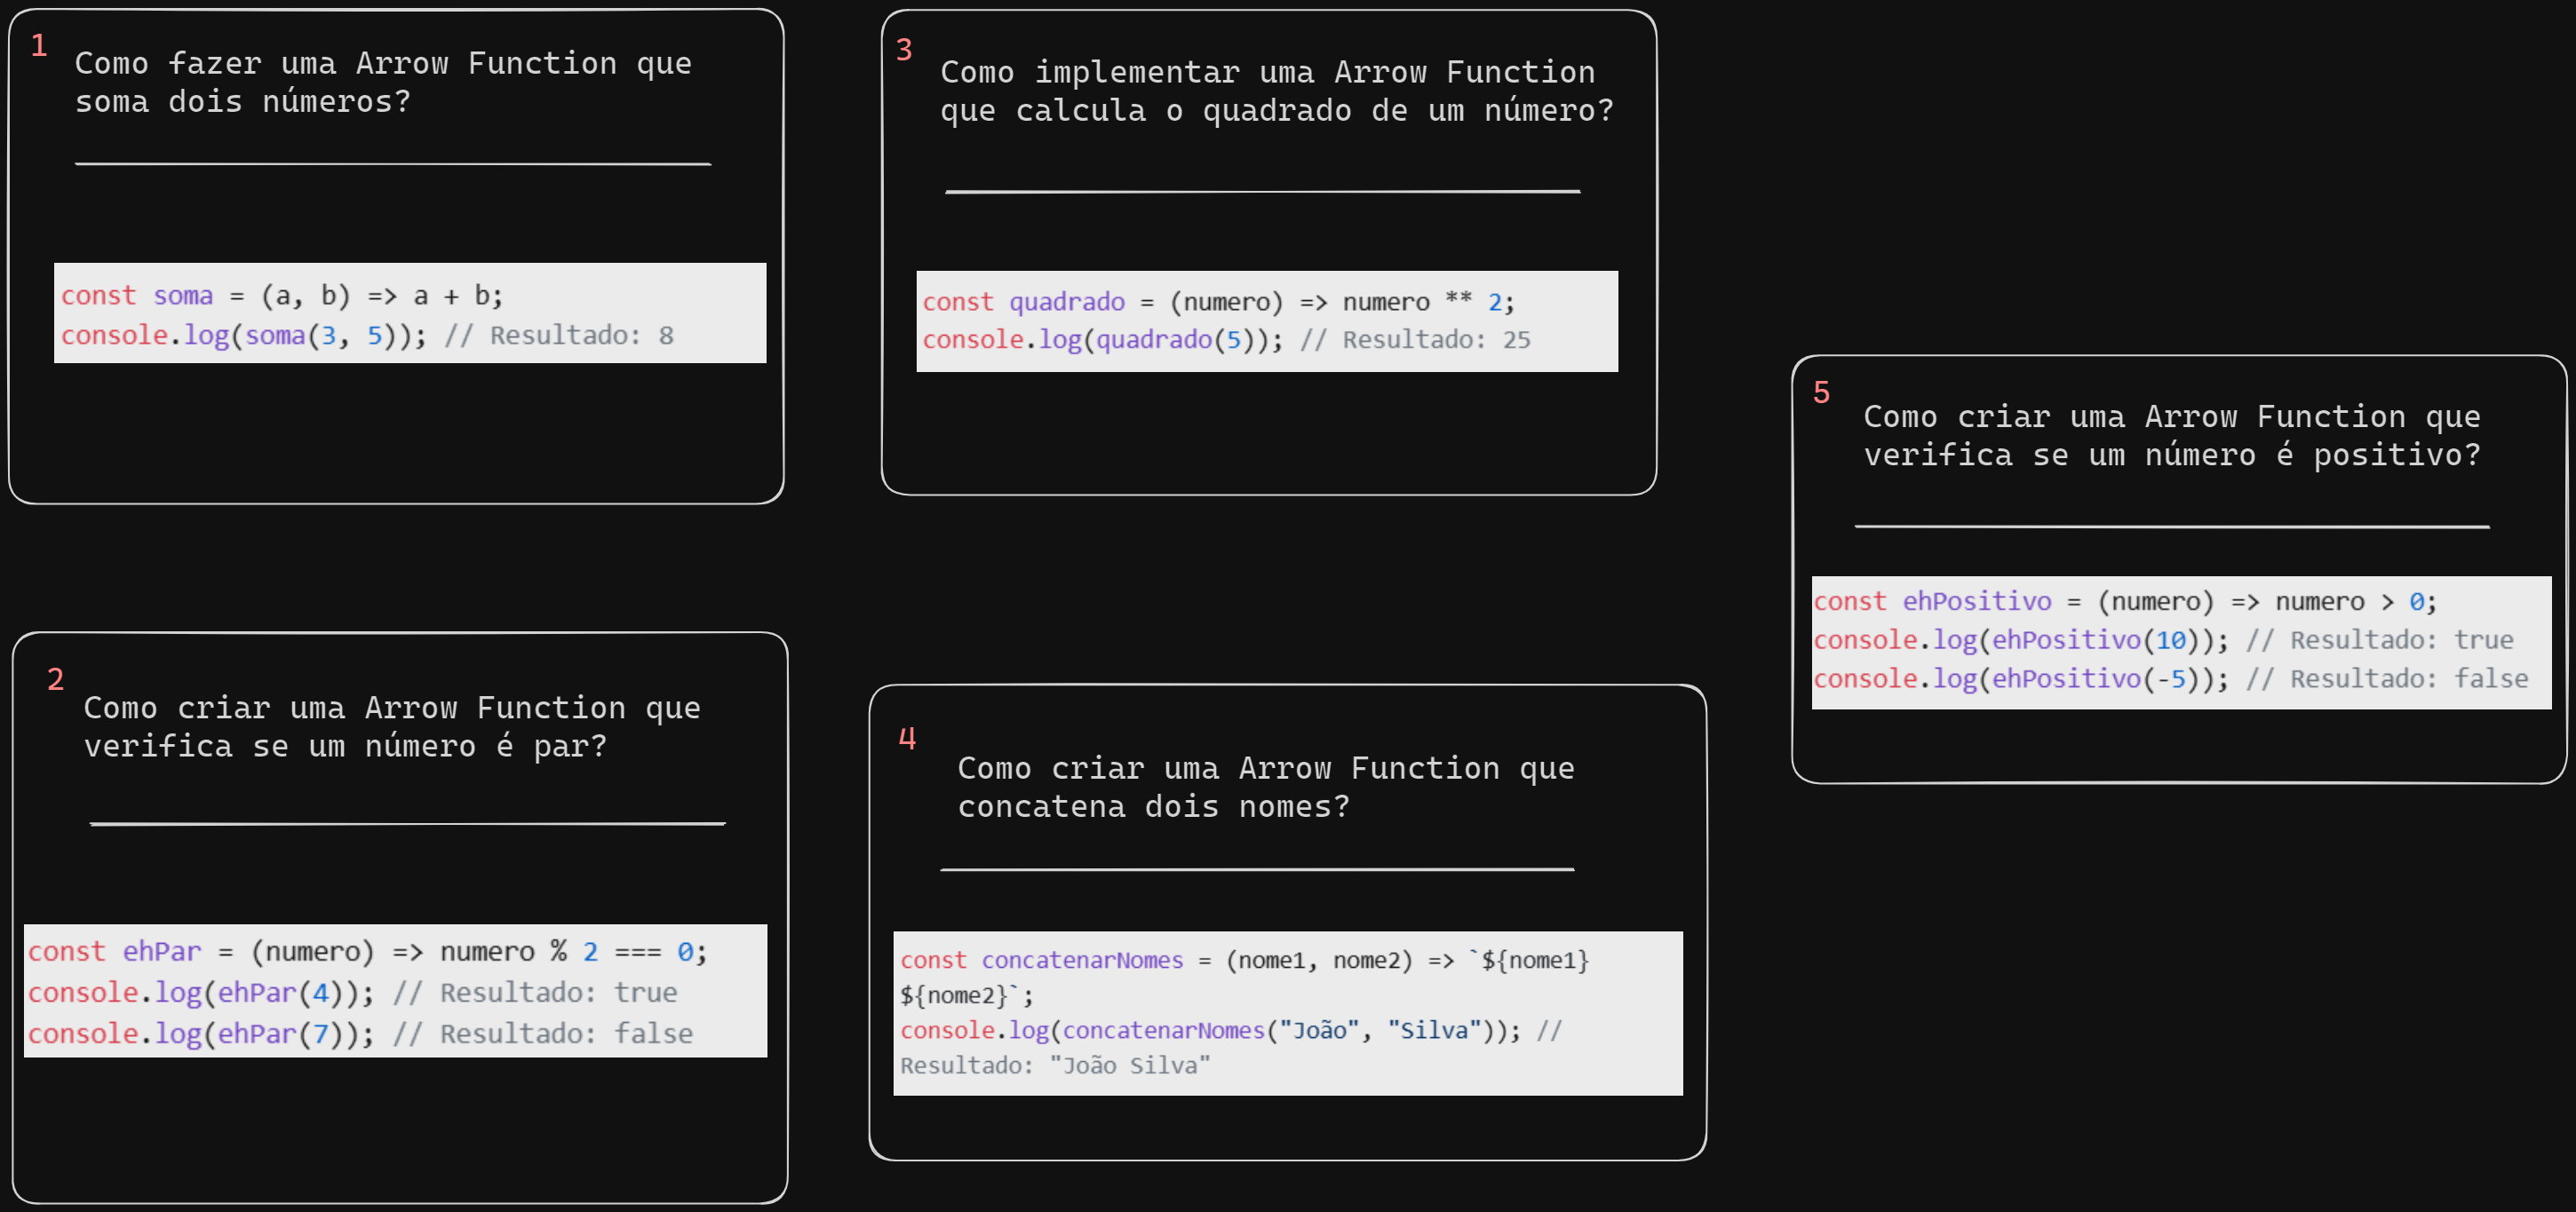 1
Como fazer uma Arrow Function que
soma dois números?
const soma = (a, b) => a + b;
console.log(soma(3, 5)); // Resultado: 8
2
Como criar uma Arrow Function que
verifica se um número é par?
const ehPar = (numero) => numero % 2 === 0;
console.log(ehPar(4)); // Resultado: true
console.log(ehPar(7)); // Resultado: false
3
Como implementar uma Arrow Function
que calcula o quadrado de um número?
const quadrado = (numero) => numero ** 2;
console.log(quadrado(5)); // Resultado: 25
4
Como criar uma Arrow Function que
concatena dois nomes?
const concatenarNomes = (nome1, nome2) => `${nome1}
${nome2}`;
console.log(concatenarNomes("João", "Silva")); //
Resultado: "João Silva"
5
Como criar uma Arrow Function que
verifica se um número é positivo?
const ehPositivo = (numero) => numero > 0;
console.log(ehPositivo(10)); // Resultado: true
console.log(ehPositivo(-5)); // Resultado: false